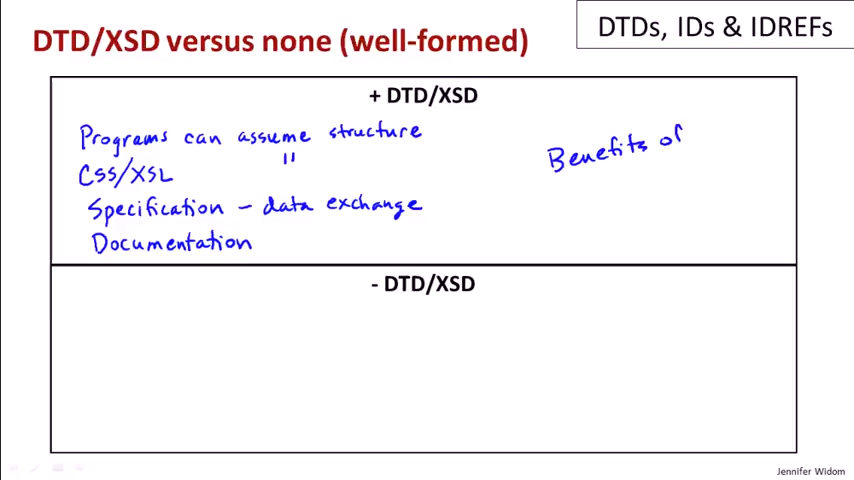 DTD/XSD versus none (well-formed)
DTDs, IDs & IDREFs
+ DTD/XSD
Programs can assume structure
CSS/XSL "
Specification - data exchange
Documentation
Benefits of
- DTD/XSD
Jennifer Widom